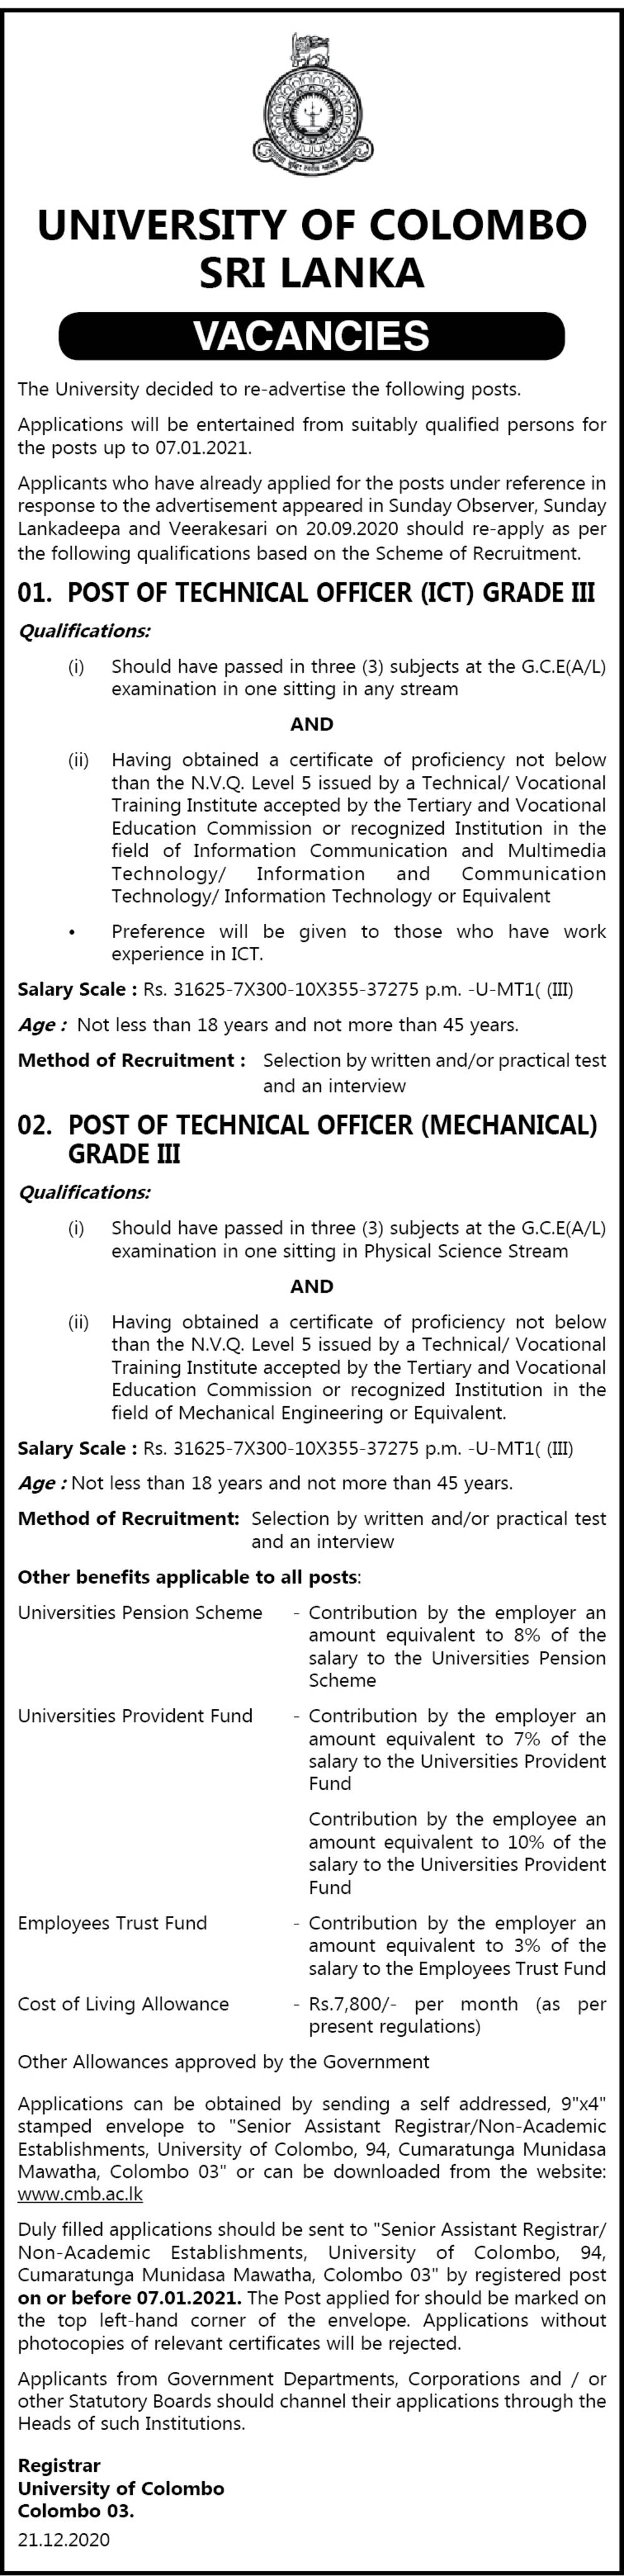 UNIVERSITY OF COLOMBO
SRI LANKA
VACANCIES
The University decided to re-advertise the following posts.
Applications will be entertained from suitably qualified persons for
the posts up to 07.01.2021.
Applicants who have already applied for the posts under reference in
response to the advertisement appeared in Sunday Observer, Sunday
Lankadeepa and Veerakesari on 20.09.2020 should re-apply as per
the following qualifications based on the Scheme of Recruitment.
01. POST OF TECHNICAL OFFICER (ICT) GRADE III
Qualifications:
(i) Should have passed in three (3) subjects at the G.C.E(A/L)
examination in one sitting in any stream
AND
(ii) Having obtained a certificate of proficiency not below
than the N.V.Q. Level 5 issued by a Technical/ Vocational
Training Institute accepted by the Tertiary and Vocational
Education Commission or recognized Institution in the
field of Information Communication and Multimedia
Technology/ Information and Communication
Technology/ Information Technology or Equivalent
• Preference will be given to those who have work
experience in ICT.
Salary Scale : Rs. 31625-7X300-10X355-37275 p.m. -U-MT1( (III)
Age : Not less than 18 years and not more than 45 years.
Method of Recruitment : Selection by written and/or practical test
and an interview
02. POST OF TECHNICAL OFFICER (MECHANICAL)
GRADE III
Qualifications:
(i) Should have passed in three (3) subjects at the G.C.E(A/L)
examination in one sitting in Physical Science Stream
AND
(ii) Having obtained a certificate of proficiency not below
than the N.V.Q. Level 5 issued by a Technical/ Vocational
Training Institute accepted by the Tertiary and Vocational
Education Commission or recognized Institution in the
field of Mechanical Engineering or Equivalent.
Salary Scale : Rs. 31625-7X300-10X355-37275 p.m. -U-MT1( (III)
Age : Not less than 18 years and not more than 45 years.
Method of Recruitment: Selection by written and/or practical test
and an interview
Other benefits applicable to all posts:
Universities Pension Scheme - Contribution by the employer an
amount equivalent to 8% of the
salary to the Universities Pension
Scheme
Universities Provident Fund - Contribution by the employer an
amount equivalent to 7% of the
salary to the Universities Provident
Fund
Contribution by the employee an
amount equivalent to 10% of the
salary to the Universities Provident
Fund
Employees Trust Fund - Contribution by the employer an
amount equivalent to 3% of the
salary to the Employees Trust Fund
Cost of Living Allowance - Rs.7,800/- per month (as per
present regulations)
Other Allowances approved by the Government
Applications can be obtained by sending a self addressed, 9"x4"
stamped envelope to "Senior Assistant Registrar/Non-Academic
Establishments, University of Colombo, 94, Cumaratunga Munidasa
Mawatha, Colombo 03" or can be downloaded from the website:
www.cmb.ac.lk
Duly filled applications should be sent to "Senior Assistant Registrar/
Non-Academic Establishments, University of Colombo, 94,
Cumaratunga Munidasa Mawatha, Colombo 03" by registered post
on or before 07.01.2021. The Post applied for should be marked on
the top left-hand corner of the envelope. Applications without
photocopies of relevant certificates will be rejected.
Applicants from Government Departments, Corporations and / or
other Statutory Boards should channel their applications through the
Heads of such Institutions.
Registrar
University of Colombo
Colombo 03.
21.12.2020